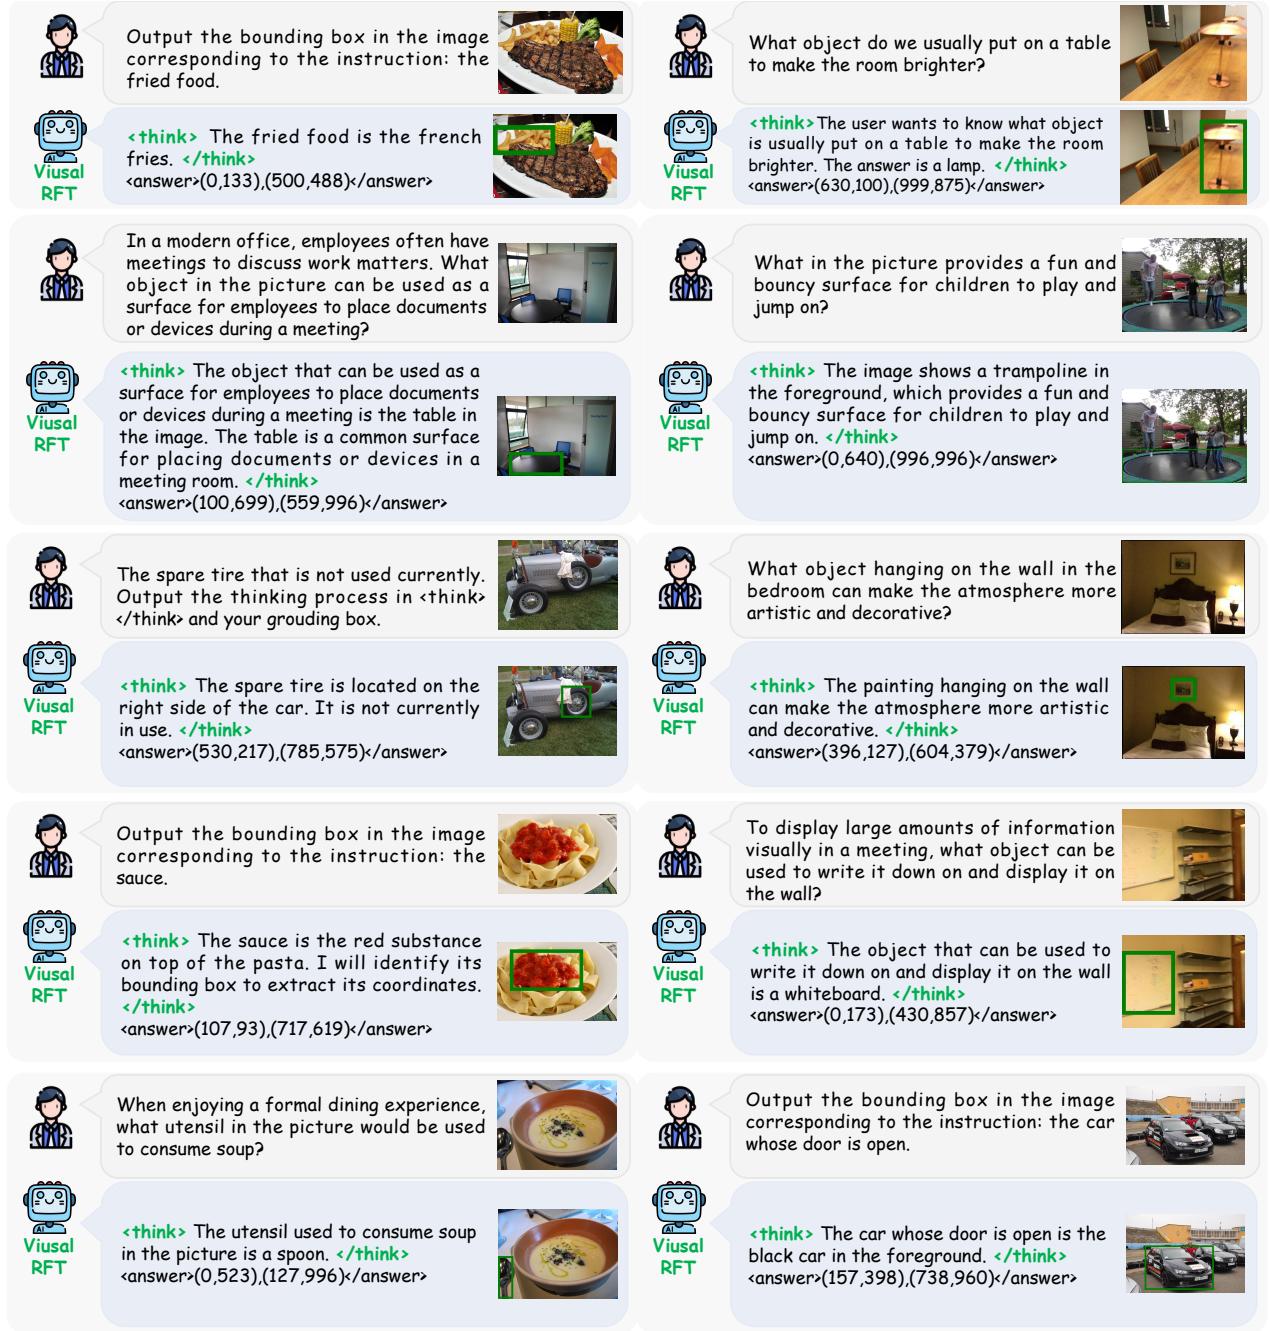 Output the bounding box in the image
corresponding to the instruction: the
fried food.
<think> The fried food is the french
fries. </think>
<answer>(0,133),(500,488)</answer>
AI
Viusal
RFT
What object do we usually put on a table
to make the room brighter?
<think>The user wants to know what object
is usually put on a table to make the room
brighter. The answer is a lamp. </think>
<answer>(630,100),(999,875)</answer>
AI
Viusal
RFT
In a modern office, employees often have
meetings to discuss work matters. What
object in the picture can be used as a
surface for employees to place documents
or devices during a meeting?
<think> The object that can be used as a
surface for employees to place documents
or devices during a meeting is the table in
the image. The table is a common surface
for placing documents or devices in a
meeting room. </think>
<answer>(100,699),(559,996)</answer>
AI
Viusal
RFT
What in the picture provides a fun and
bouncy surface for children to play and
jump on?
<think> The image shows a trampoline in
the foreground, which provides a fun and
bouncy surface for children to play and
jump on. </think>
<answer>(0,640),(996,996)</answer>
AI
Viusal
RFT
The spare tire that is not used currently.
Output the thinking process in <think>
</think> and your grouding box.
<think> The spare tire is located on the
right side of the car. It is not currently
in use. </think>
<answer>(530,217),(785,575)</answer>
AI
Viusal
RFT
What object hanging on the wall in the
bedroom can make the atmosphere more
artistic and decorative?
<think> The painting hanging on the wall
can make the atmosphere more artistic
and decorative. </think>
<answer>(396,127),(604,379)</answer>
AI
Viusal
RFT
Output the bounding box in the image
corresponding to the instruction: the
sauce.
<think> The sauce is the red substance
on top of the pasta. I will identify its
bounding box to extract its coordinates.
</think>
<answer>(107,93),(717,619)</answer>
AI
Viusal
RFT
To display large amounts of information
visually in a meeting, what object can be
used to write it down on and display it on
the wall?
<think> The object that can be used to
write it down on and display it on the wall
is a whiteboard. </think>
<answer>(0,173),(430,857)</answer>
AI
Viusal
RFT
When enjoying a formal dining experience,
what utensil in the picture would be used
to consume soup?
<think> The utensil used to consume soup
in the picture is a spoon. </think>
<answer>(0,523),(127,996)</answer>
AI
Viusal
RFT
Output the bounding box in the image
corresponding to the instruction: the car
whose door is open.
<think> The car whose door is open is the
black car in the foreground. </think>
<answer>(157,398),(738,960)</answer>
AI
Viusal
RFT